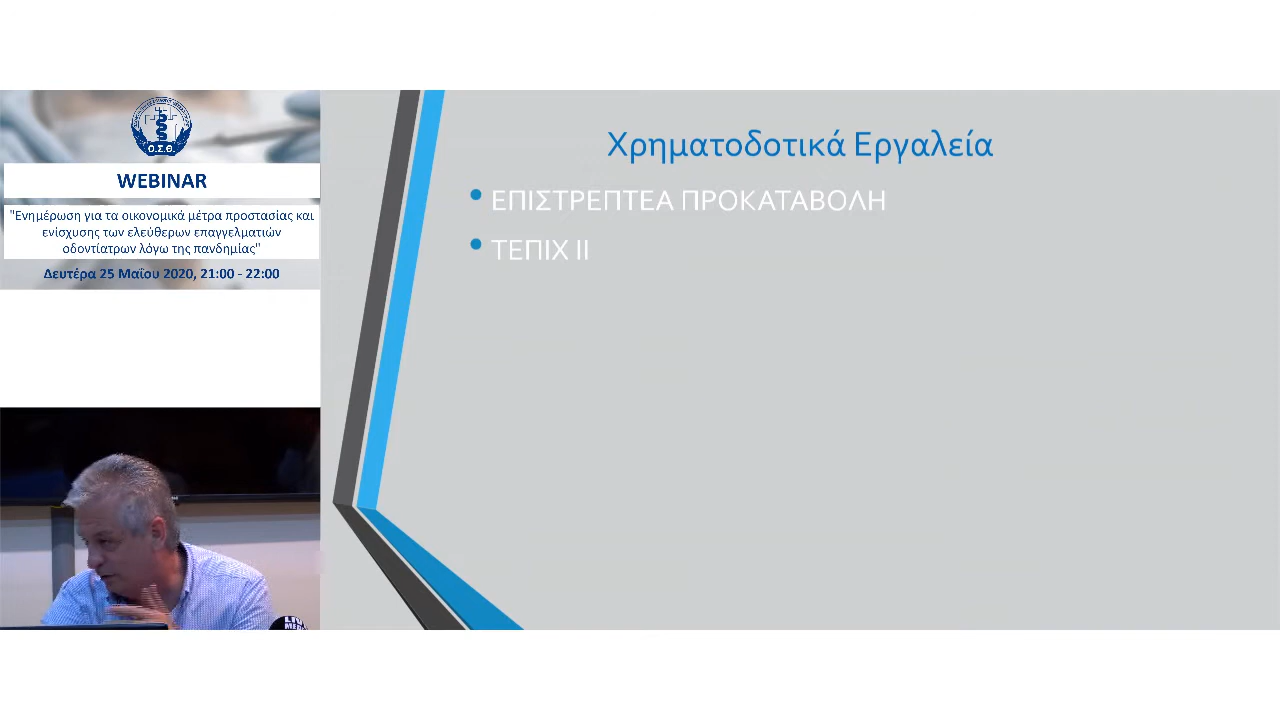 Ο.Σ.Θ.
WEBINAR
"Ενημέρωση για τα οικονομικά μέτρα προστασίας και
ενίσχυσης των ελεύθερων επαγγελματιών
οδοντίατρων λόγω της πανδημίας"
Δευτέρα 25 Μαΐου 2020, 21:00 - 22:00
Χρηματοδοτικά Εργαλεία
• ΕΠΙΣΤΡΕΠΤΕΑ ΠΡΟΚΑΤΑΒΟΛΗ
• ΤΕΠΙΧ ΙΙ